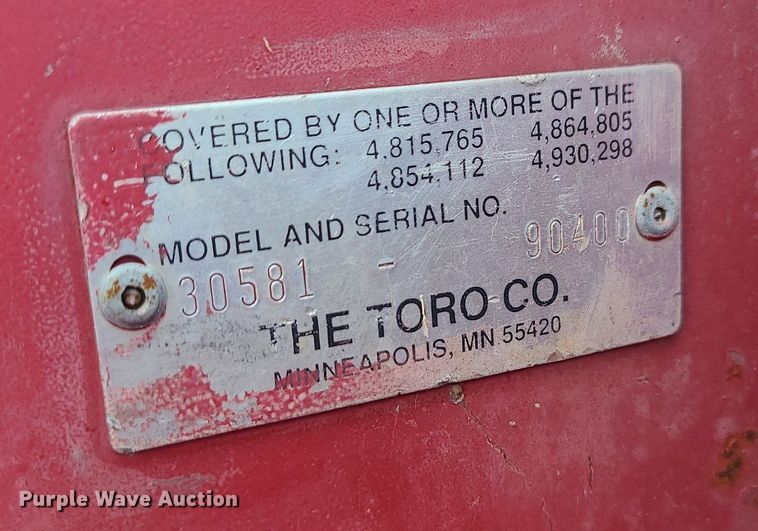 COVERED BY ONE OR MORE OF THE
FOLLOWING: 4,815,765 4,864,805
4,854,112 4,930,298
MODEL AND SERIAL NO.
30581 - 90400
THE TORO CO.
MINNEAPOLIS, MN 55420
Purple Wave Auction